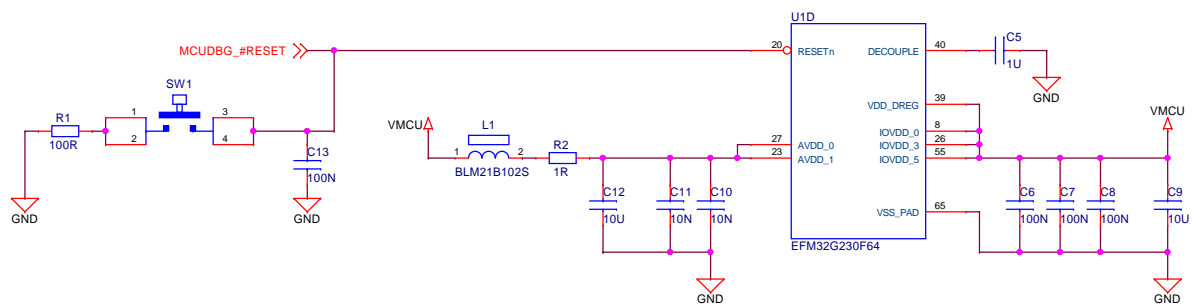 U1D
MCUDBG_#RESET
20
RESETn
DECOUPLE
40
C5
1U
GND
SW1
R1
100R
1
2
3
4
C13
100N
GND
GND
VMCU
L1
1
2
BLM21B102S
R2
1R
27
AVDD_0
23
AVDD_1
VDD_DREG
39
IOVDD_0
8
IOVDD_3
26
IOVDD_5
55
VSS_PAD
65
VMCU
C12
10U
C11
10N
C10
10N
GND
EFM32G230F64
C6
100N
C7
100N
C8
100N
C9
10U
GND